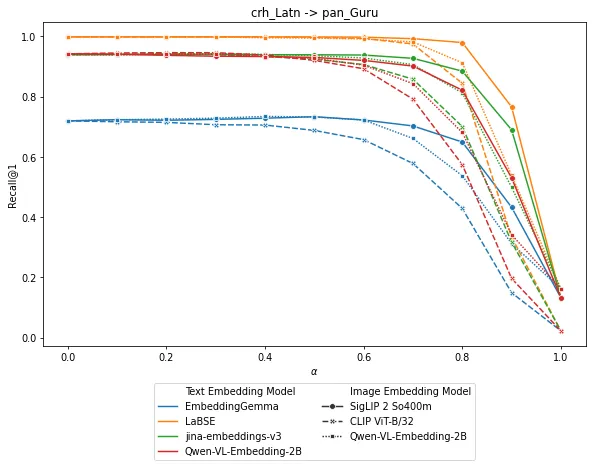 crh_Latn -> pan_Guru
Recall@1
1.0
0.8
0.6
0.4
0.2
0.0
0.0 0.2 0.4 0.6 0.8 1.0
α
Text Embedding Model
EmbeddingGemma
LaBSE
jina-embeddings-v3
Qwen-VL-Embedding-2B
Image Embedding Model
SigLIP 2 So400m
CLIP ViT-B/32
Qwen-VL-Embedding-2B